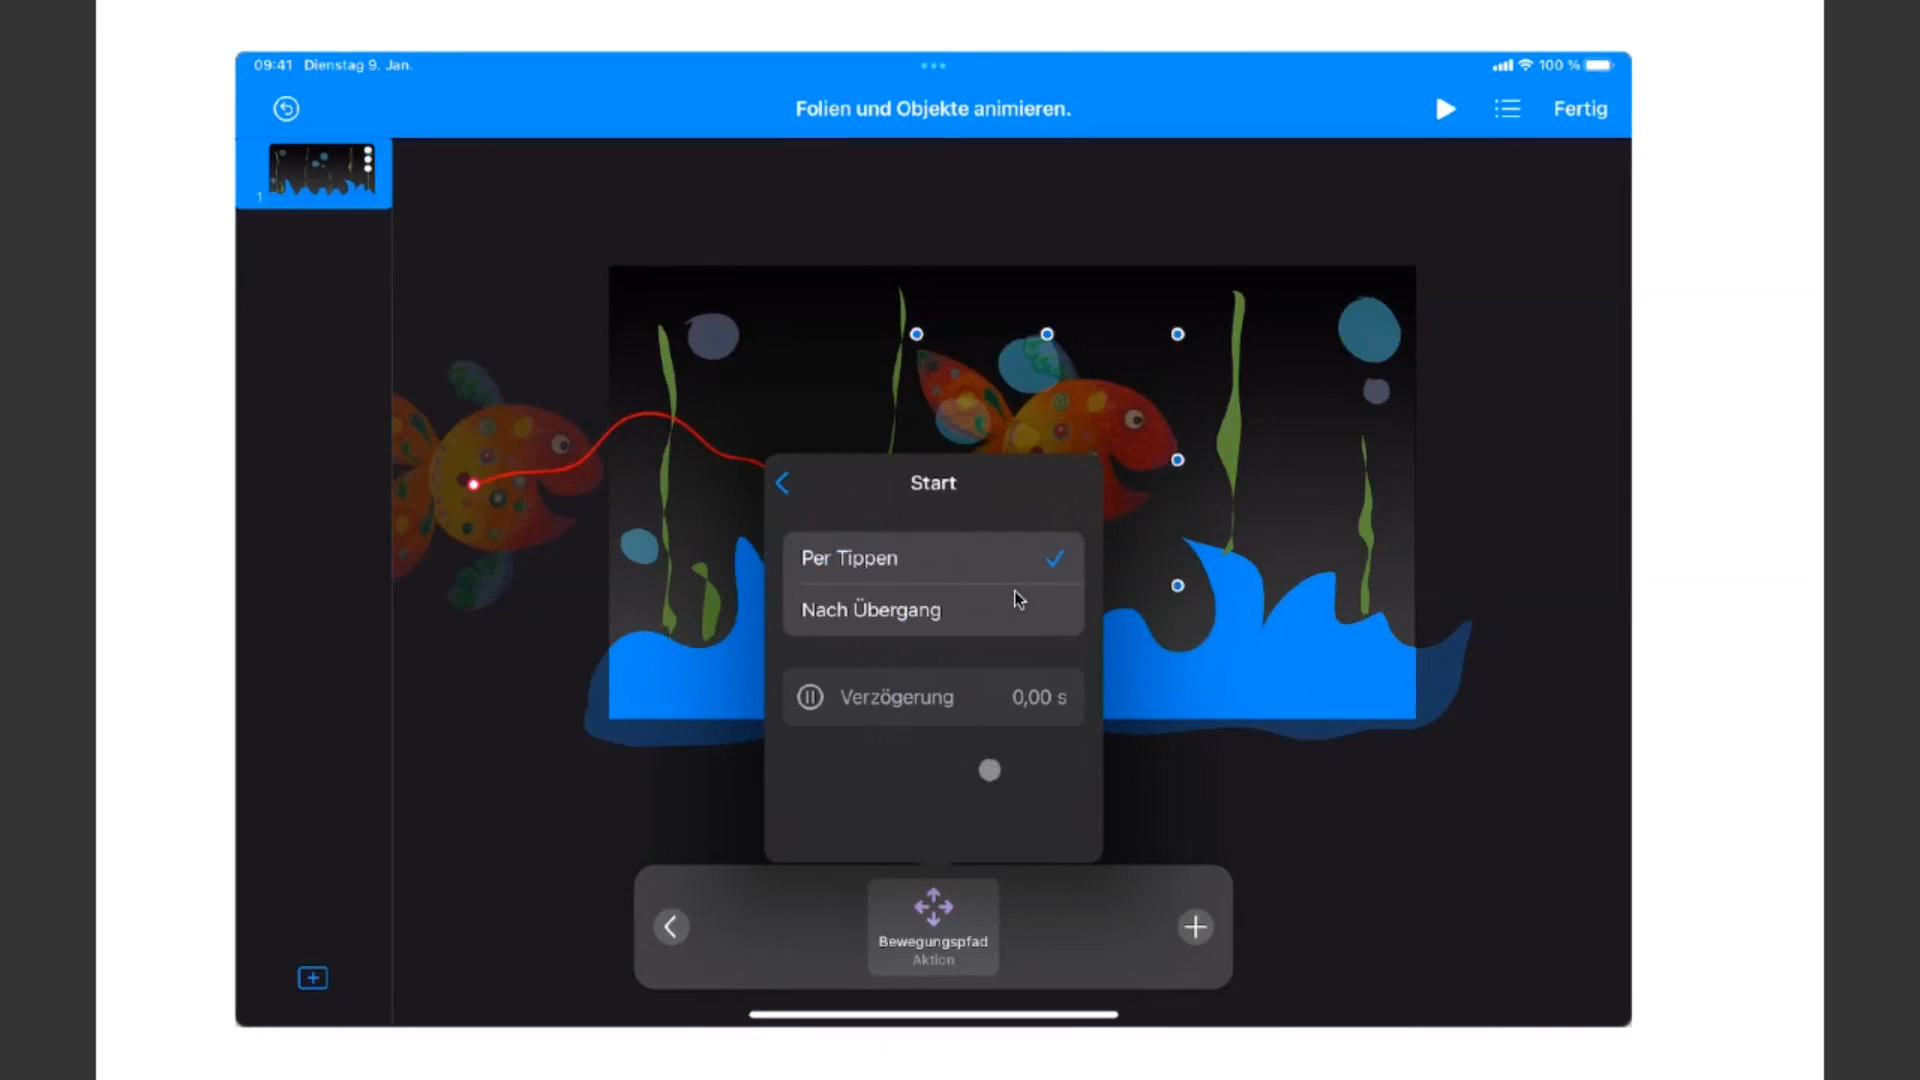 09:41 Dienstag 9. Jan.
100 %
Folien und Objekte animieren.
Fertig
1
Start
Per Tippen
Nach Übergang
Verzögerung 0,00 s
Bewegungspfad
Aktion